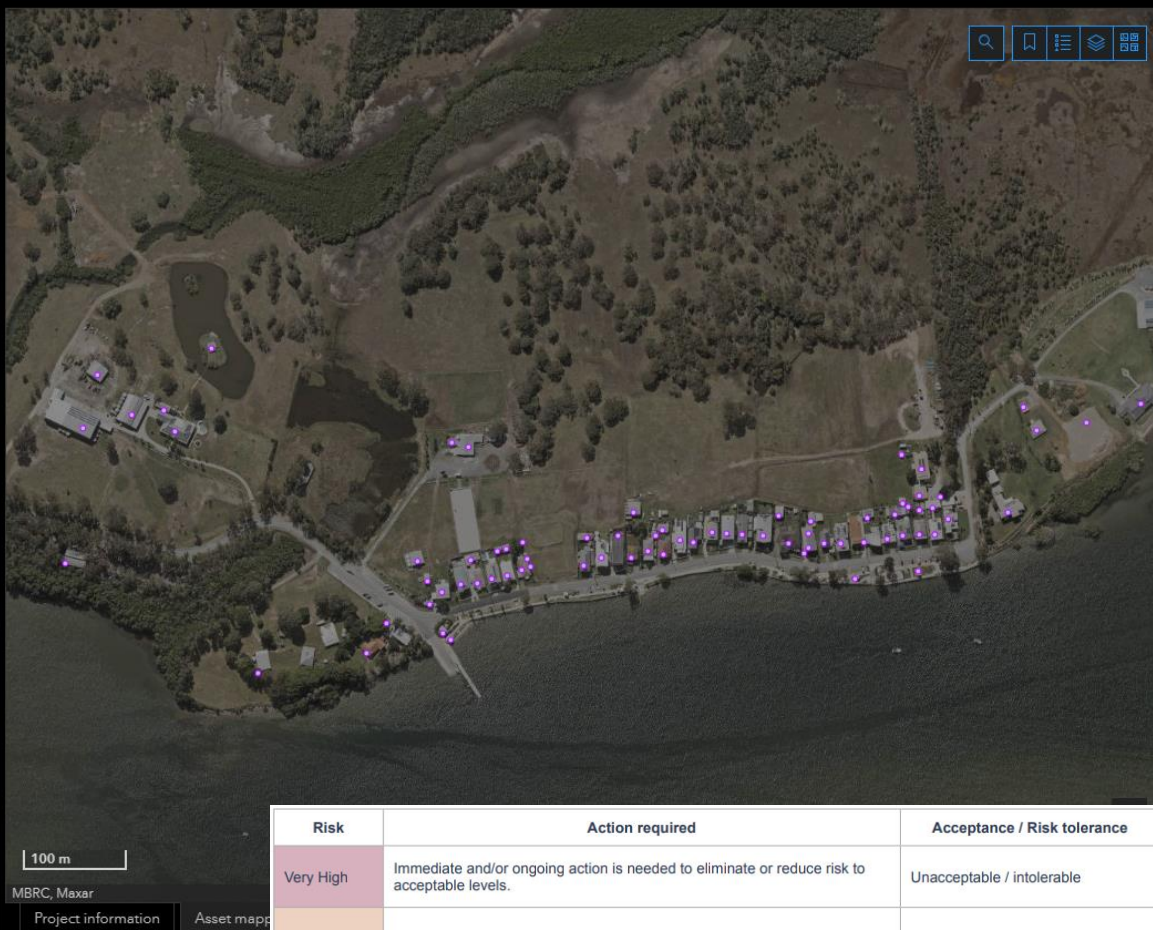 100 m
MBRC, Maxar
Project information
Asset mapp
Risk
Action required
Acceptance / Risk tolerance
Very High
Immediate and/or ongoing action is needed to eliminate or reduce risk to
acceptable levels.
Unacceptable / intolerable